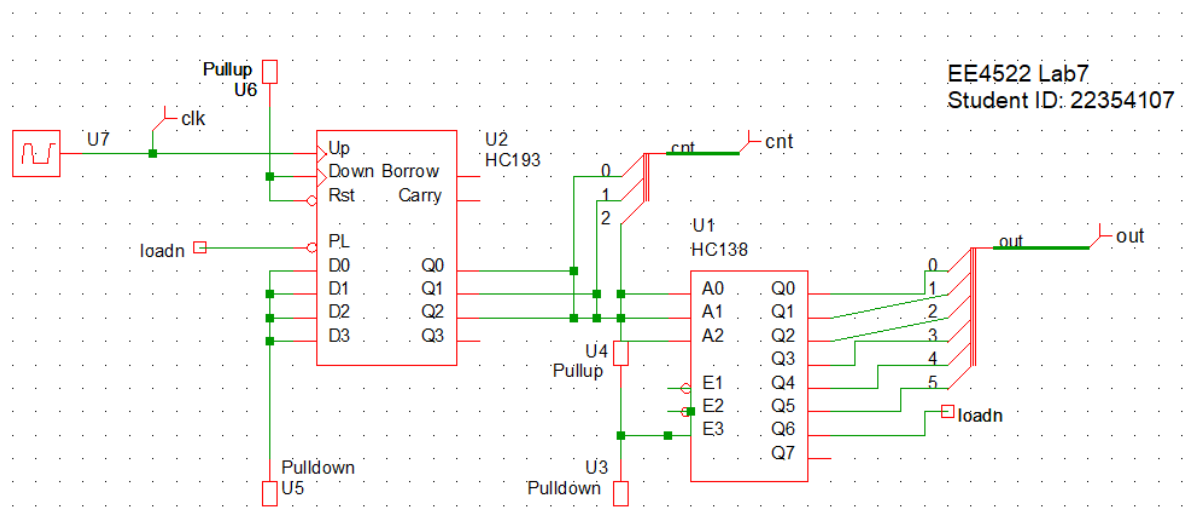 EE4522 Lab7
Student ID: 22354107
Pullup
U6
clk
U7
U2
HC193
Up
Down Borrow
Rst Carry
PL
loadn
D0 Q0
D1 Q1
D2 Q2
D3 Q3
Pulldown
U5
cnt
cnt
0
1
2
U1
HC138
A0 Q0
A1 Q1
A2 Q2
Q3
E1 Q4
E2 Q5
E3 Q6
Q7
U4
Pullup
U3
Pulldown
out
out
0
1
2
3
4
5
loadn